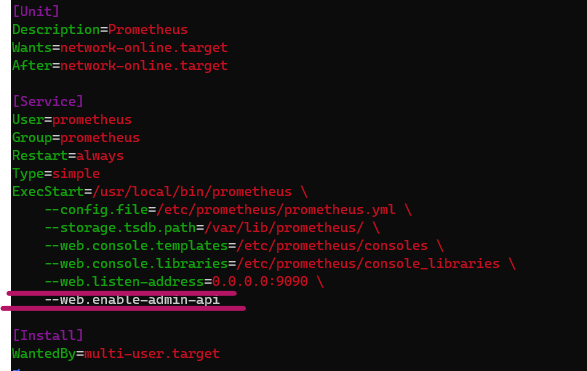 [Unit]
Description=Prometheus
Wants=network-online.target
After=network-online.target
[Service]
User=prometheus
Group=prometheus
Restart=always
Type=simple
ExecStart=/usr/local/bin/prometheus \
    --config.file=/etc/prometheus/prometheus.yml \
    --storage.tsdb.path=/var/lib/prometheus/ \
    --web.console.templates=/etc/prometheus/consoles \
    --web.console.libraries=/etc/prometheus/console_libraries \
    --web.listen-address=0.0.0.0:9090 \
    --web.enable-admin-api
[Install]
WantedBy=multi-user.target